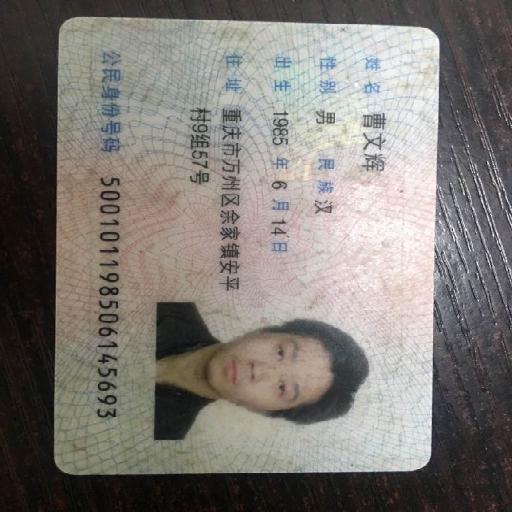 姓名 曹文辉
性别 男 民族 汉
出生 1985 年 6 月 14 日
住址 重庆市万州区余家镇安平
村9组67号
公民身份号码 500101198506145693